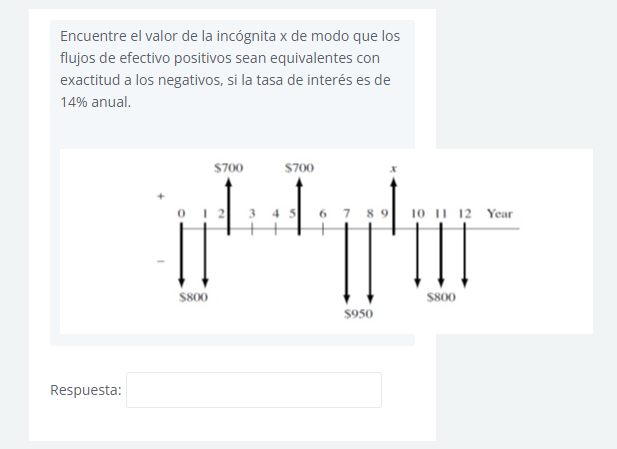 Encuentre el valor de la incógnita x de modo que los
flujos de efectivo positivos sean equivalentes con
exactitud a los negativos, si la tasa de interés es de
14% anual.
$700 $700 x
+
0 1 2 3 4 5 6 7 8 9 10 11 12 Year
–
$800 $800
$950
Respuesta: